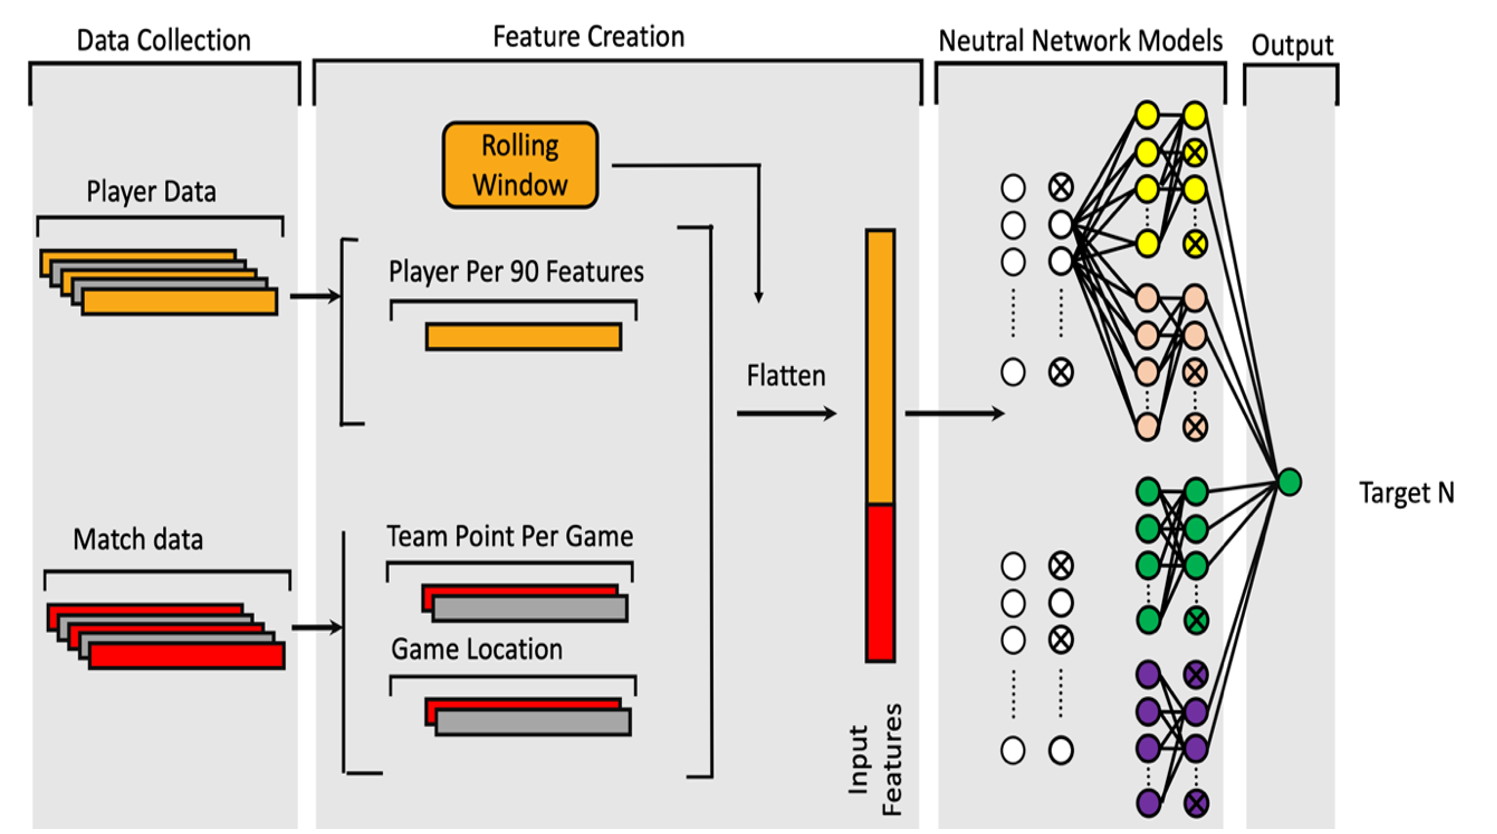 Data Collection
Feature Creation
Neutral Network Models
Output
Rolling
Window
Player Data
Player Per 90 Features
Flatten
Match data
Team Point Per Game
Game Location
Input
Features
Target N